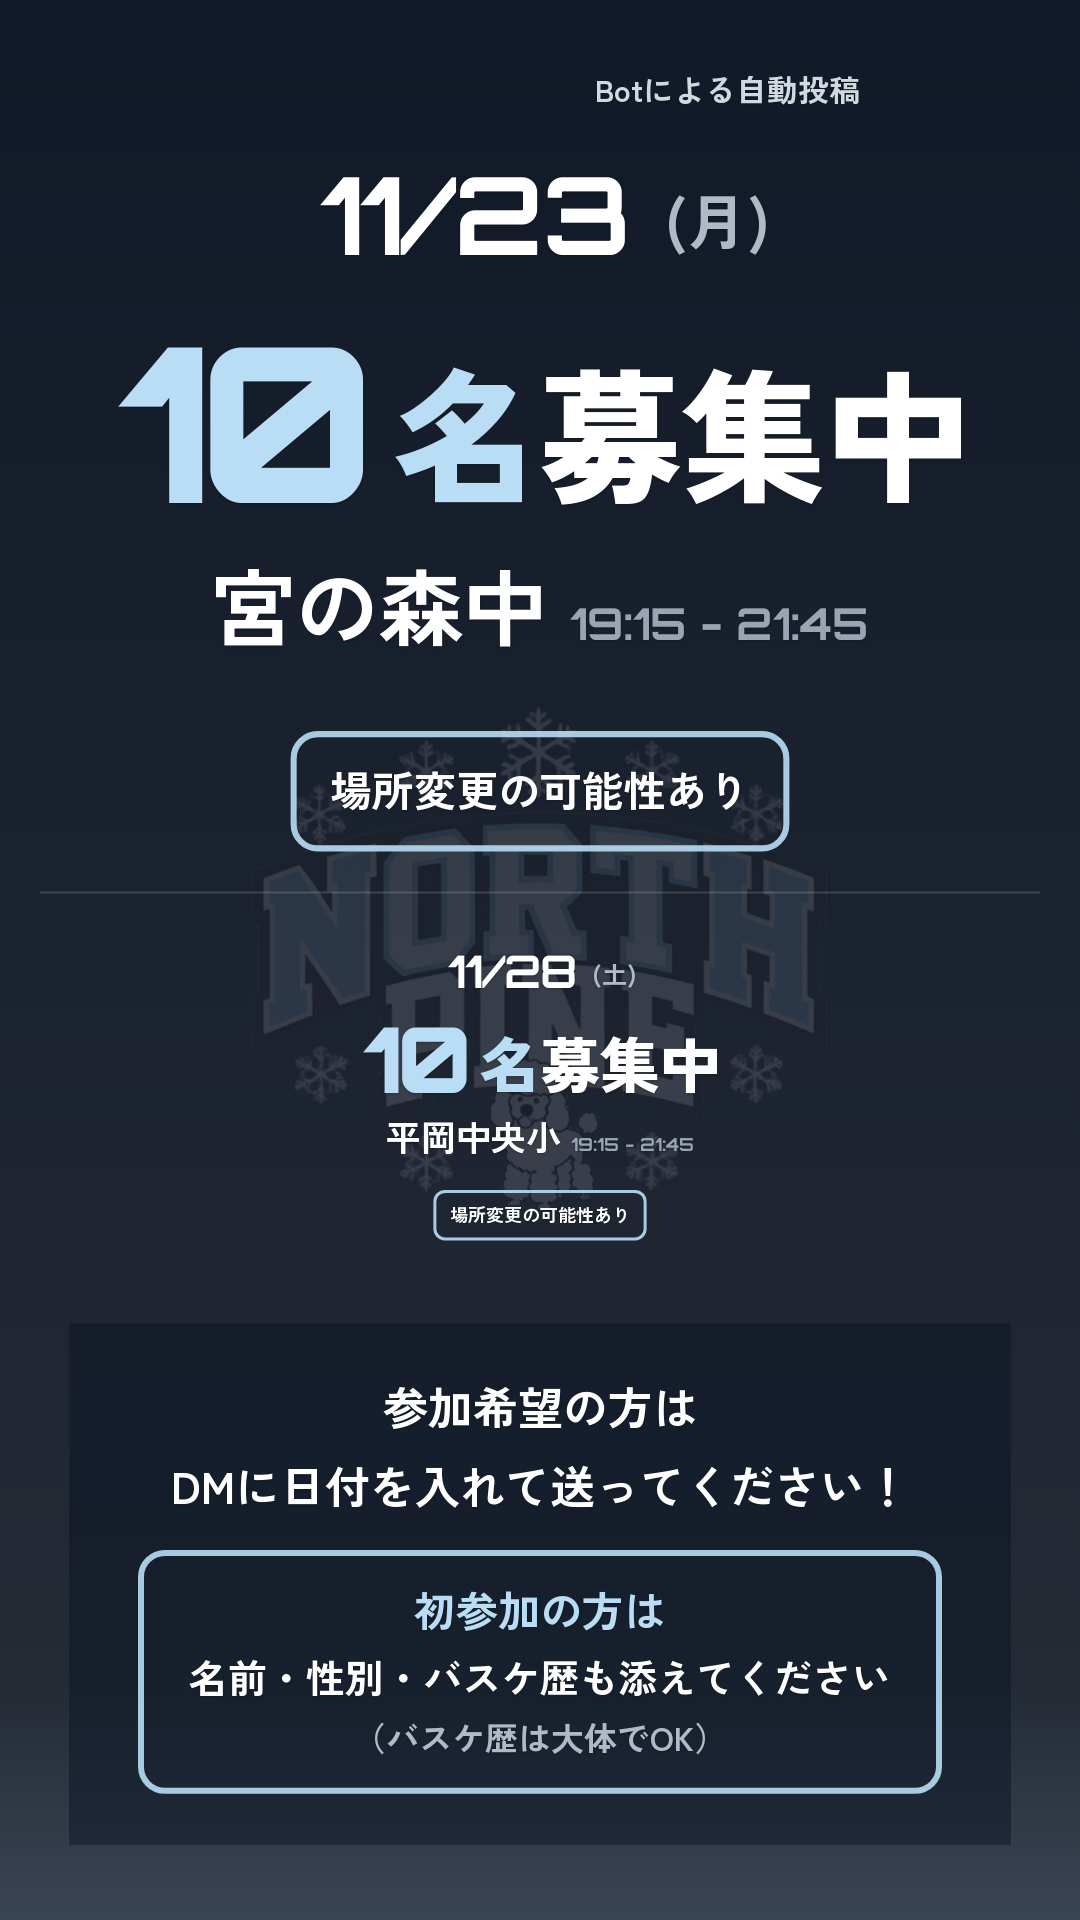 Botによる自動投稿
11/23 (月)
10名募集中
宮の森中 19:15 - 21:45
場所変更の可能性あり
NORTH
PINE
11/28 (土)
10名募集中
平岡中央小 19:15 - 21:45
場所変更の可能性あり
参加希望の方は
DMに日付を入れて送ってください！
初参加の方は
名前・性別・バスケ歴も添えてください
（バスケ歴は大体でOK）